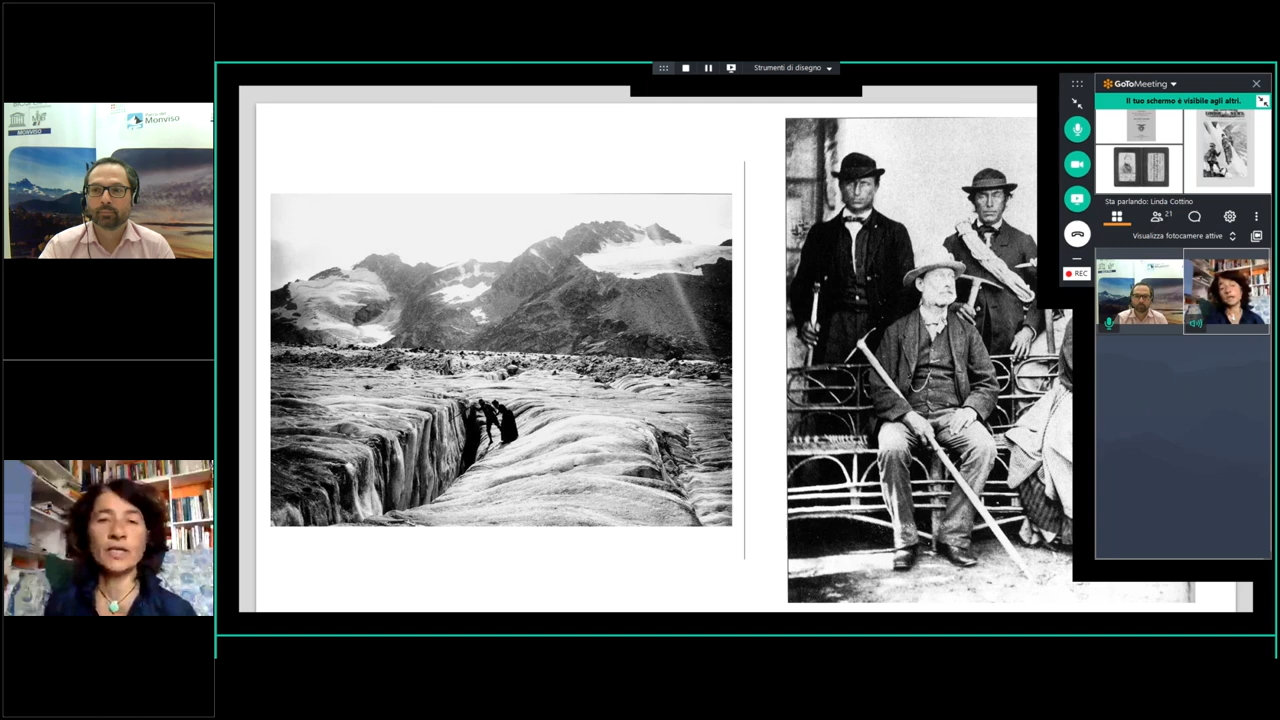 MONVISO
Monviso
Strumenti di disegno
GoToMeeting
Il tuo schermo è visibile agli altri.
NEWS
Sta parlando: Linda Cottino
21
Visualizza fotocamere attive
REC